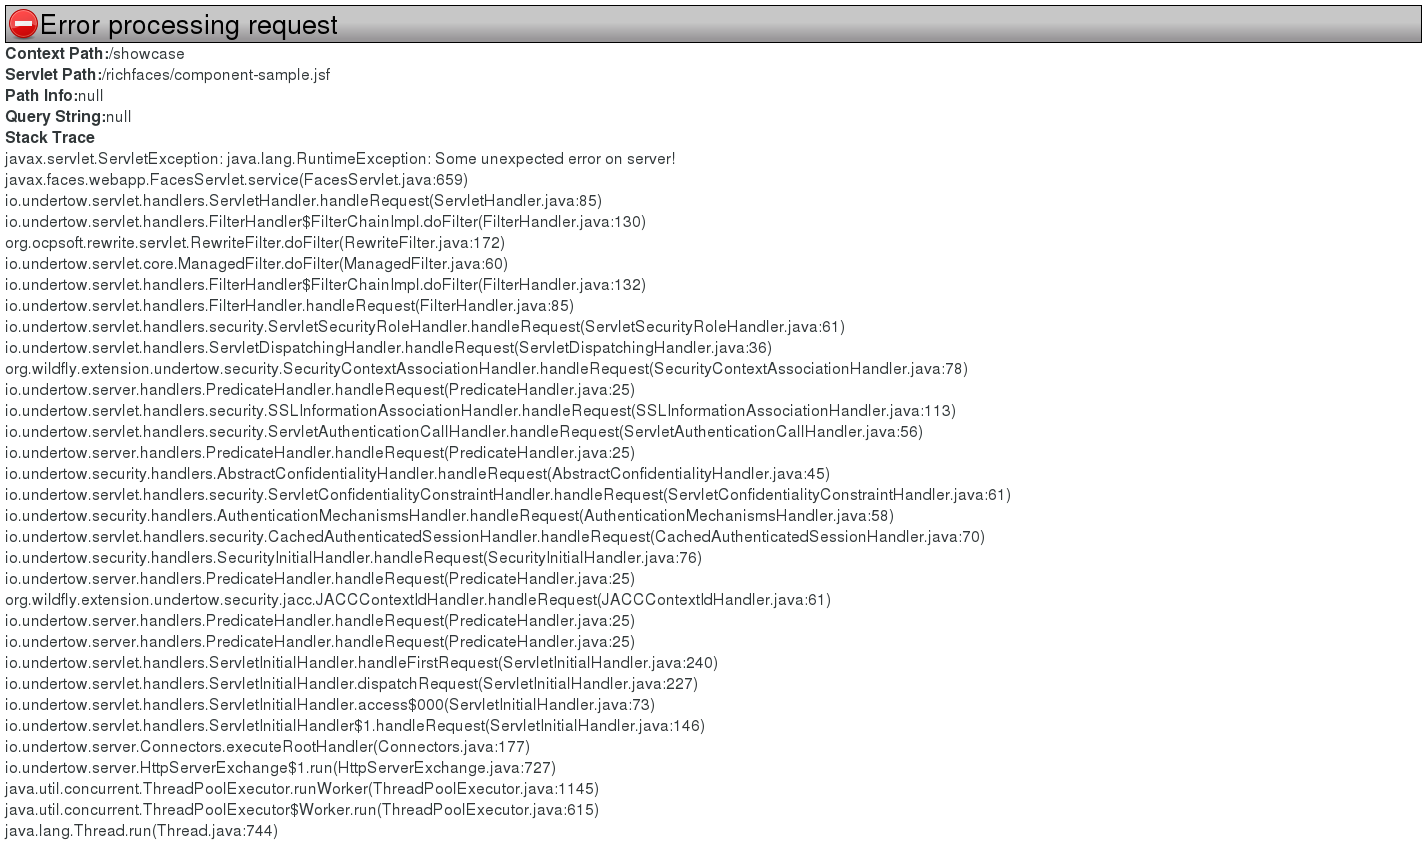 Error processing request
Context Path:/showcase
Servlet Path:/richfaces/component-sample.jsf
Path Info:null
Query String:null
Stack Trace
javax.servlet.ServletException: java.lang.RuntimeException: Some unexpected error on server!
javax.faces.webapp.FacesServlet.service(FacesServlet.java:659)
io.undertow.servlet.handlers.ServletHandler.handleRequest(ServletHandler.java:85)
io.undertow.servlet.handlers.FilterHandler$FilterChainImpl.doFilter(FilterHandler.java:130)
org.ocpsoft.rewrite.servlet.RewriteFilter.doFilter(RewriteFilter.java:172)
io.undertow.servlet.core.ManagedFilter.doFilter(ManagedFilter.java:60)
io.undertow.servlet.handlers.FilterHandler$FilterChainImpl.doFilter(FilterHandler.java:132)
io.undertow.servlet.handlers.FilterHandler.handleRequest(FilterHandler.java:85)
io.undertow.servlet.handlers.security.ServletSecurityRoleHandler.handleRequest(ServletSecurityRoleHandler.java:61)
io.undertow.servlet.handlers.ServletDispatchingHandler.handleRequest(ServletDispatchingHandler.java:36)
org.wildfly.extension.undertow.security.SecurityContextAssociationHandler.handleRequest(SecurityContextAssociationHandler.java:78)
io.undertow.server.handlers.PredicateHandler.handleRequest(PredicateHandler.java:25)
io.undertow.servlet.handlers.security.SSLInformationAssociationHandler.handleRequest(SSLInformationAssociationHandler.java:113)
io.undertow.servlet.handlers.security.ServletAuthenticationCallHandler.handleRequest(ServletAuthenticationCallHandler.java:56)
io.undertow.server.handlers.PredicateHandler.handleRequest(PredicateHandler.java:25)
io.undertow.security.handlers.AbstractConfidentialityHandler.handleRequest(AbstractConfidentialityHandler.java:45)
io.undertow.servlet.handlers.security.ServletConfidentialityConstraintHandler.handleRequest(ServletConfidentialityConstraintHandler.java:61)
io.undertow.security.handlers.AuthenticationMechanismsHandler.handleRequest(AuthenticationMechanismsHandler.java:58)
io.undertow.servlet.handlers.security.CachedAuthenticatedSessionHandler.handleRequest(CachedAuthenticatedSessionHandler.java:70)
io.undertow.security.handlers.SecurityInitialHandler.handleRequest(SecurityInitialHandler.java:76)
io.undertow.server.handlers.PredicateHandler.handleRequest(PredicateHandler.java:25)
org.wildfly.extension.undertow.security.jacc.JACCContextIdHandler.handleRequest(JACCContextIdHandler.java:61)
io.undertow.server.handlers.PredicateHandler.handleRequest(PredicateHandler.java:25)
io.undertow.server.handlers.PredicateHandler.handleRequest(PredicateHandler.java:25)
io.undertow.servlet.handlers.ServletInitialHandler.handleFirstRequest(ServletInitialHandler.java:240)
io.undertow.servlet.handlers.ServletInitialHandler.dispatchRequest(ServletInitialHandler.java:227)
io.undertow.servlet.handlers.ServletInitialHandler.access$000(ServletInitialHandler.java:73)
io.undertow.servlet.handlers.ServletInitialHandler$1.handleRequest(ServletInitialHandler.java:146)
io.undertow.server.Connectors.executeRootHandler(Connectors.java:177)
io.undertow.server.HttpServerExchange$1.run(HttpServerExchange.java:727)
java.util.concurrent.ThreadPoolExecutor.runWorker(ThreadPoolExecutor.java:1145)
java.util.concurrent.ThreadPoolExecutor$Worker.run(ThreadPoolExecutor.java:615)
java.lang.Thread.run(Thread.java:744)